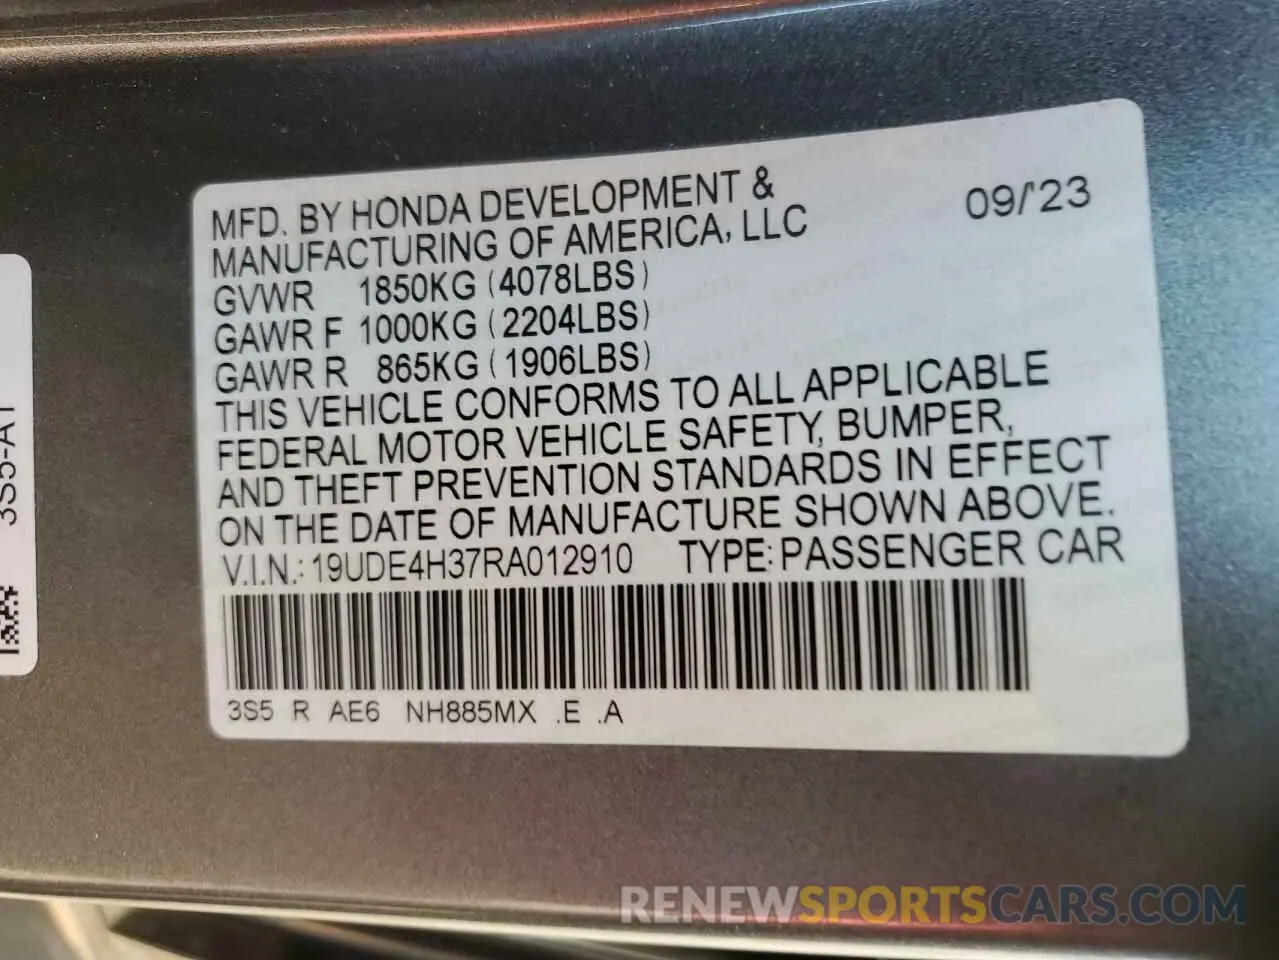 MFD. BY HONDA DEVELOPMENT & 09/'23
MANUFACTURING OF AMERICA, LLC
GVWR 1850KG (4078LBS)
GAWR F 1000KG (2204LBS)
GAWR R 865KG (1906LBS)
THIS VEHICLE CONFORMS TO ALL APPLICABLE
FEDERAL MOTOR VEHICLE SAFETY, BUMPER,
AND THEFT PREVENTION STANDARDS IN EFFECT
ON THE DATE OF MANUFACTURE SHOWN ABOVE.
V.I.N.: 19UDE4H37RA012910 TYPE: PASSENGER CAR
3S5 R AE6 NH885MX .E .A
3S5-A1
RENEWSPORTSCARS.COM